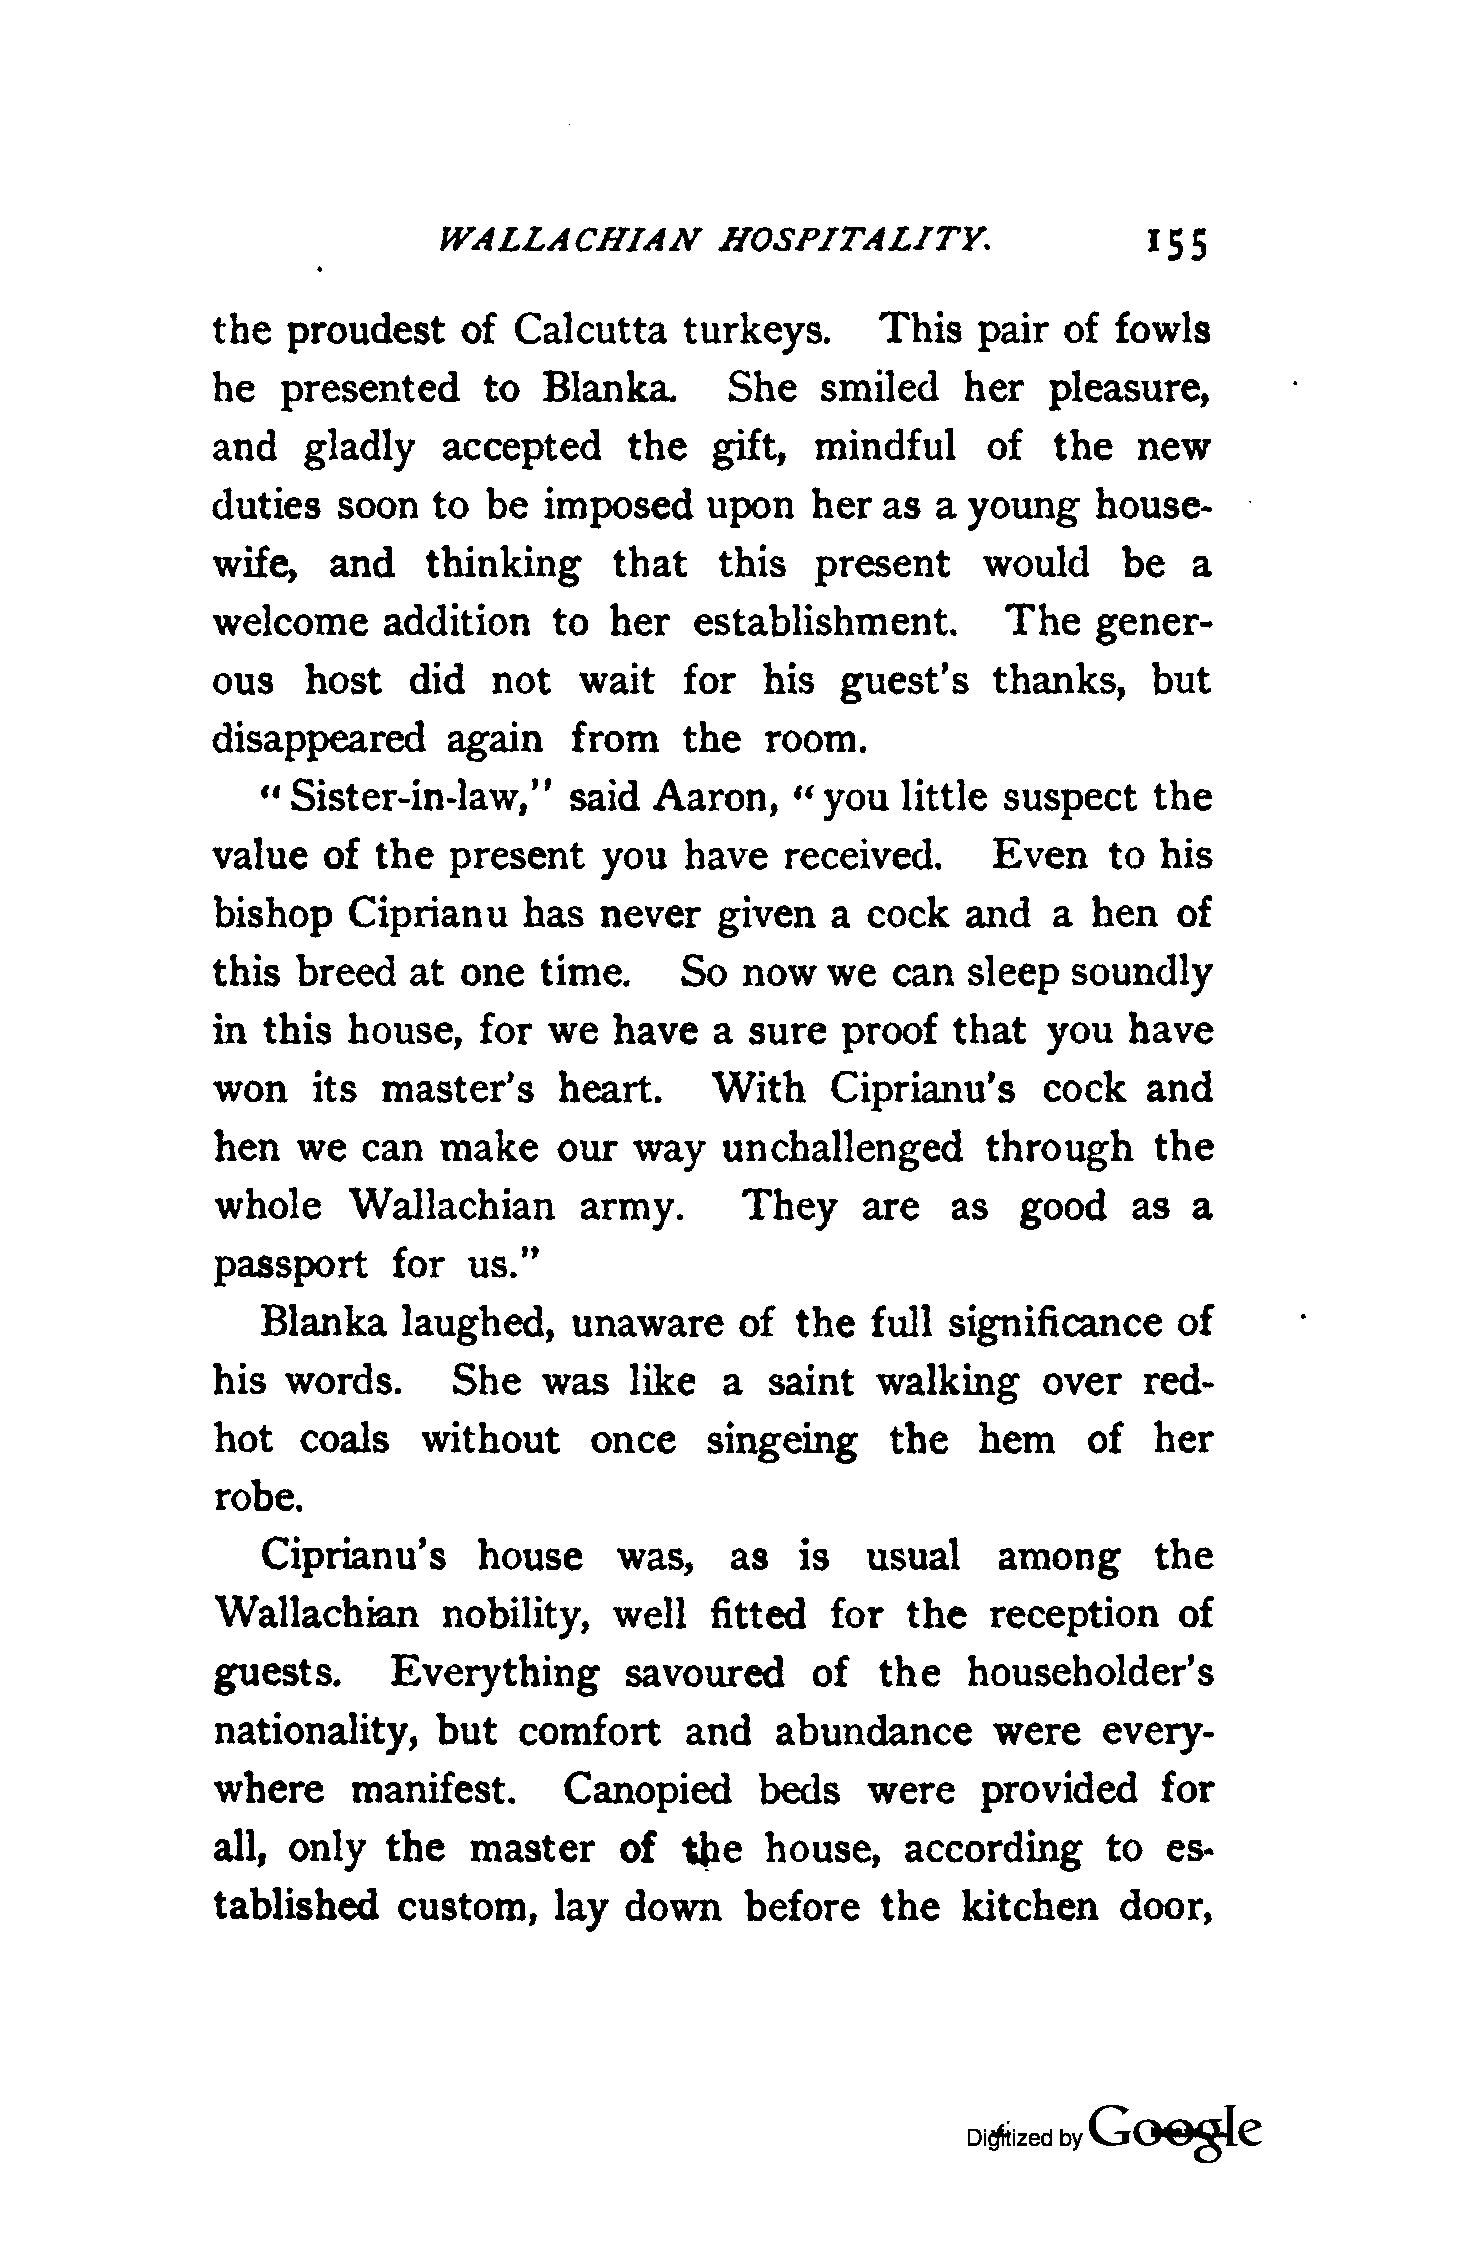 WALLACHIAN HOSPITALITY. 155
the proudest of Calcutta turkeys. This pair of fowls
he presented to Blanka. She smiled her pleasure,
and gladly accepted the gift, mindful of the new
duties soon to be imposed upon her as a young house-
wife, and thinking that this present would be a
welcome addition to her establishment. The gener-
ous host did not wait for his guest's thanks, but
disappeared again from the room.
" Sister-in-law," said Aaron, " you little suspect the
value of the present you have received. Even to his
bishop Ciprianu has never given a cock and a hen of
this breed at one time. So now we can sleep soundly
in this house, for we have a sure proof that you have
won its master's heart. With Ciprianu's cock and
hen we can make our way unchallenged through the
whole Wallachian army. They are as good as a
passport for us."
Blanka laughed, unaware of the full significance of
his words. She was like a saint walking over red-
hot coals without once singeing the hem of her
robe.
Ciprianu's house was, as is usual among the
Wallachian nobility, well fitted for the reception of
guests. Everything savoured of the householder's
nationality, but comfort and abundance were every-
where manifest. Canopied beds were provided for
all, only the master of the house, according to es-
tablished custom, lay down before the kitchen door,
Digitized by Google